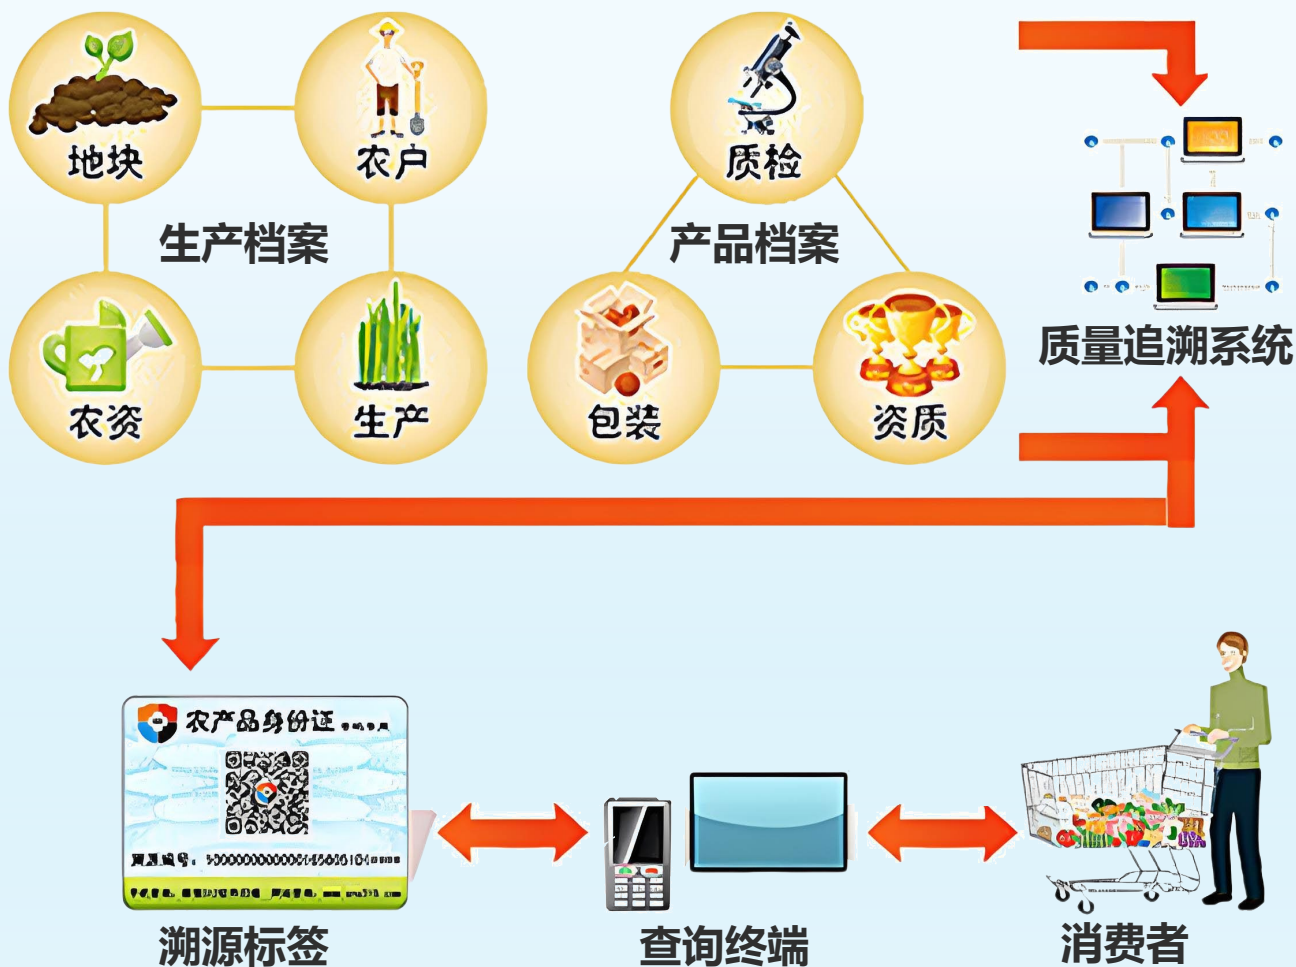 地块
农户
质检
生产档案
产品档案
质量追溯系统
农资
生产
包装
资质
农产品身份证
溯源标签
查询终端
消费者